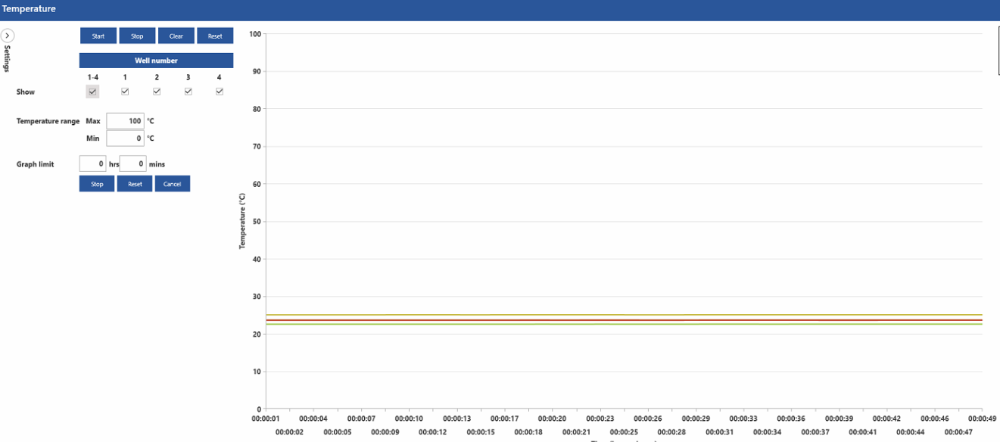 Temperature
Settings
Start Stop Clear Reset
Well number
1-4 1 2 3 4
Show
Temperature range Max 100 °C
Min 0 °C
Graph limit 0 hrs 0 mins
Stop Reset Cancel
Temperature (°C)
100
90
80
70
60
50
40
30
20
10
0
00:00:01 00:00:04 00:00:07 00:00:10 00:00:13 00:00:17 00:00:20 00:00:23 00:00:26 00:00:29 00:00:33 00:00:36 00:00:39 00:00:42 00:00:46 00:00:49
00:00:02 00:00:05 00:00:09 00:00:12 00:00:15 00:00:18 00:00:21 00:00:25 00:00:28 00:00:31 00:00:34 00:00:37 00:00:41 00:00:44 00:00:47